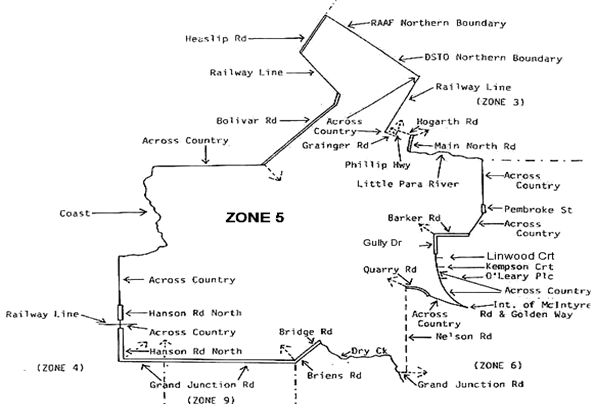 RAAF Northern Boundary
Heaslip Rd
DSTO Northern Boundary
Railway Line
Railway Line
(ZONE 3)
Bolivar Rd
Across
Country
Hogarth Rd
Grainger Rd
Main North Rd
Across Country
Phillip Hwy
Little Para River
Across
Country
Coast
ZONE 5
Barker Rd
Pembroke St
Across
Country
Gully Dr
Linwood Crt
Kempson Crt
O'Leary Plc
Quarry Rd
Across Country
Across Country
Int. of McIntyre
Rd & Golden Way
Hanson Rd North
Railway Line
Across Country
Across
Country
Bridge Rd
Nelson Rd
Hanson Rd North
Dry Ck
(ZONE 4)
Briens Rd
(ZONE 6)
Grand Junction Rd
Grand Junction Rd
(ZONE 9)